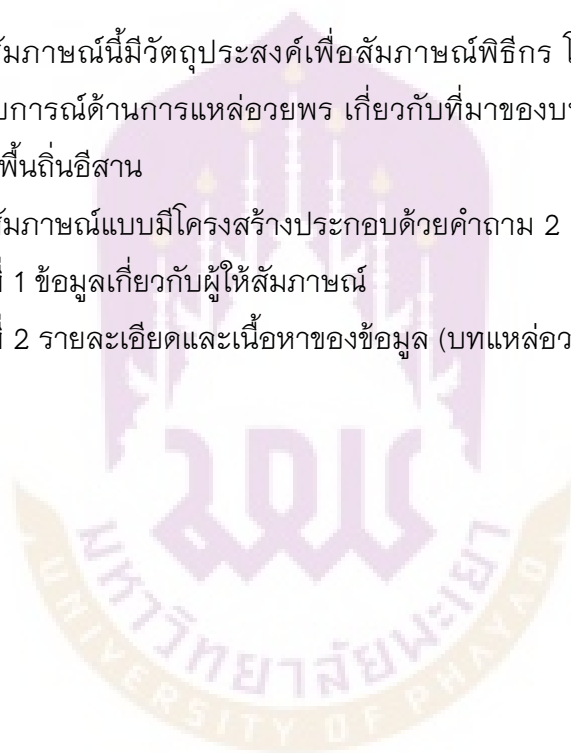 สัมภาษณ์นี้มีวัตถุประสงค์เพื่อสัมภาษณ์พิธีกร
การณ์ด้านการแหล่อวยพร เกี่ยวกับที่มาของ
พื้นถิ่นอีสาน
สัมภาษณ์แบบมีโครงสร้างประกอบด้วยคำถาม 2
ที่ 1 ข้อมูลเกี่ยวกับผู้ให้สัมภาษณ์
ที่ 2 รายละเอียดและเนื้อหาของข้อมูล (บทแหล่
มหาวิทยาลัยพะเยา
UNIVERSITY OF PHAYAO